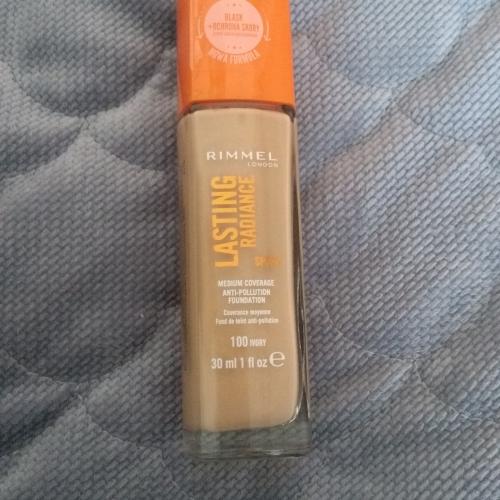 BLASK
+OCHRONA SKÓRY
NOWA FORMUŁA
RIMMEL
LONDON
LASTING
RADIANCE
MEDIUM COVERAGE
ANTI-POLLUTION
FOUNDATION
Couvrance moyenne
Fond de teint anti-pollution
100 IVORY
30 ml 1 fl oz ℮